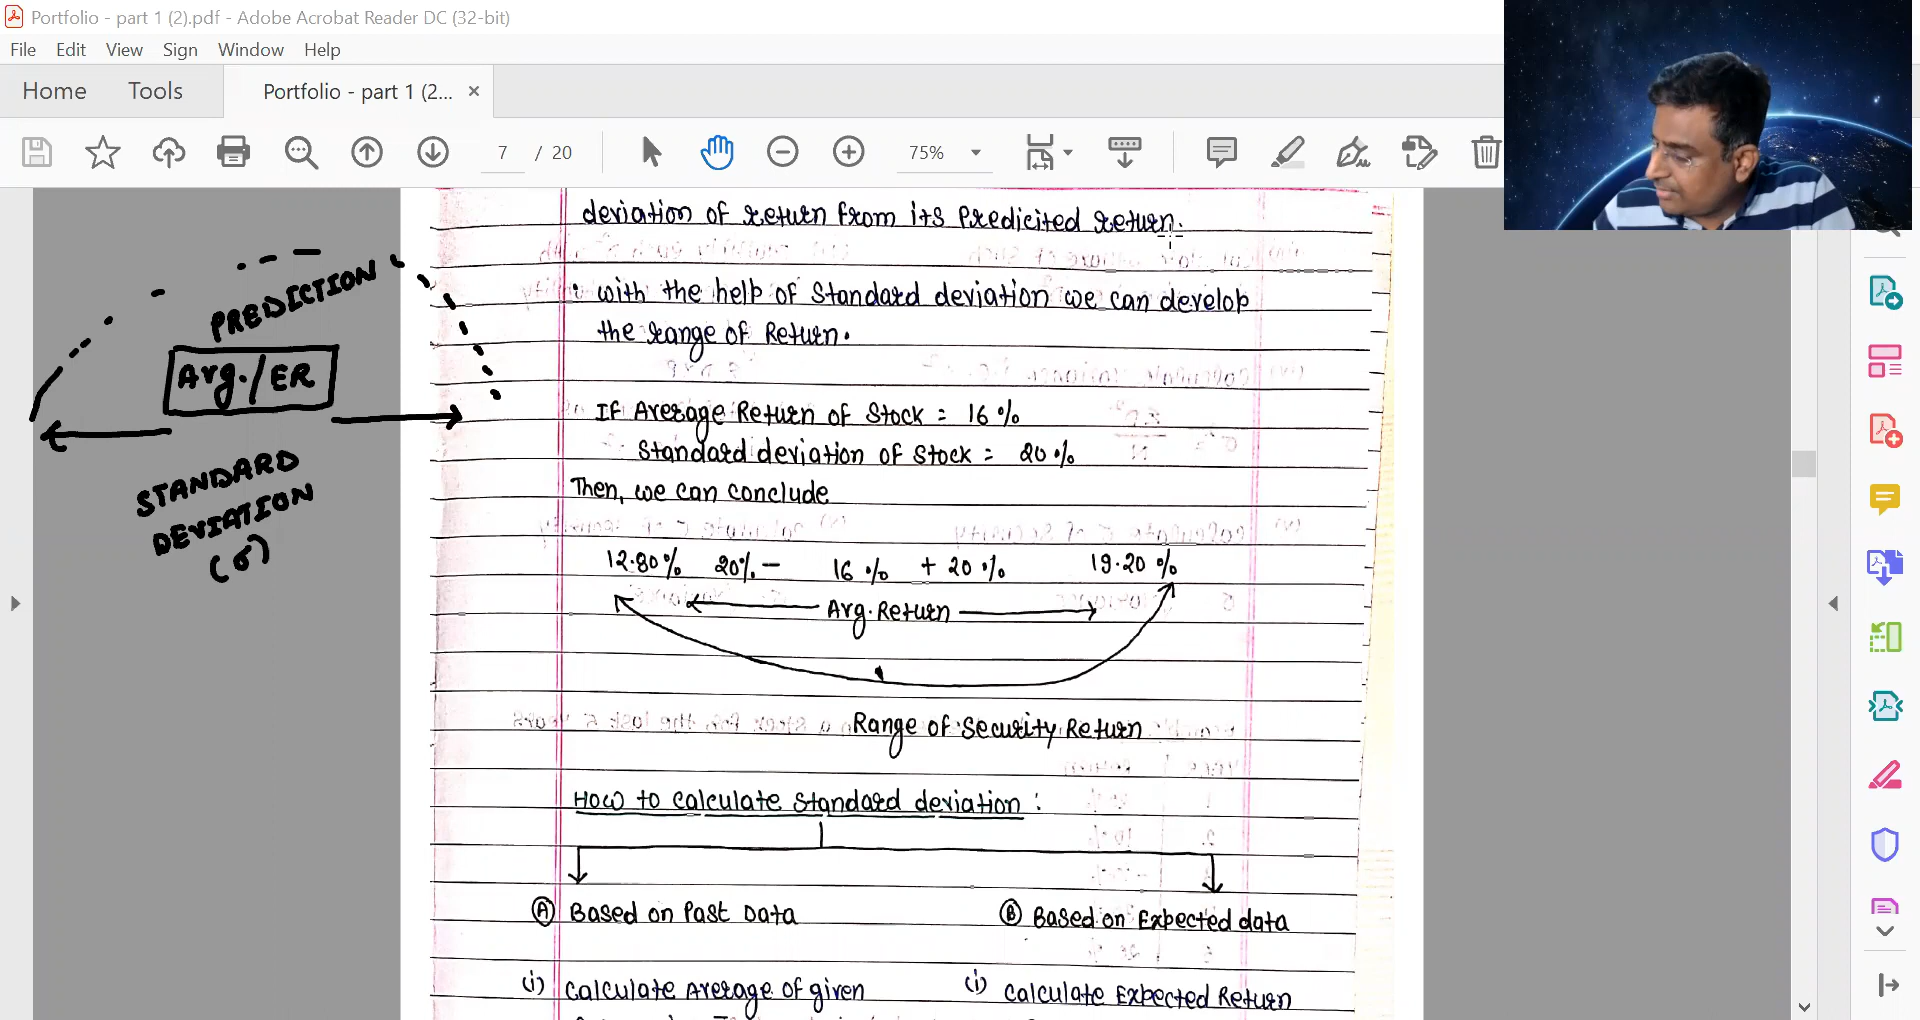 Portfolio - part 1 (2).pdf - Adobe Acrobat Reader DC (32-bit)
File Edit View Sign Window Help
Home Tools Portfolio - part 1 (2... ×
7 / 20 75%
deviation of return from its Predicited return.
• with the help of Standard deviation we can develop
the range of Return.
If Average Return of Stock = 16%
Standard deviation of Stock = 20%
Then, we can conclude
12.80% 20%- 16% + 20% 19.20%
Avg. Return
Range of Security Return
How to calculate Standard deviation :
(A) Based on Past Data (B) Based on Expected data
(i) Calculate Average of given (i) Calculate Expected Return
PREDICTION
Avg./ER
STANDARD
DEVIATION
(σ)